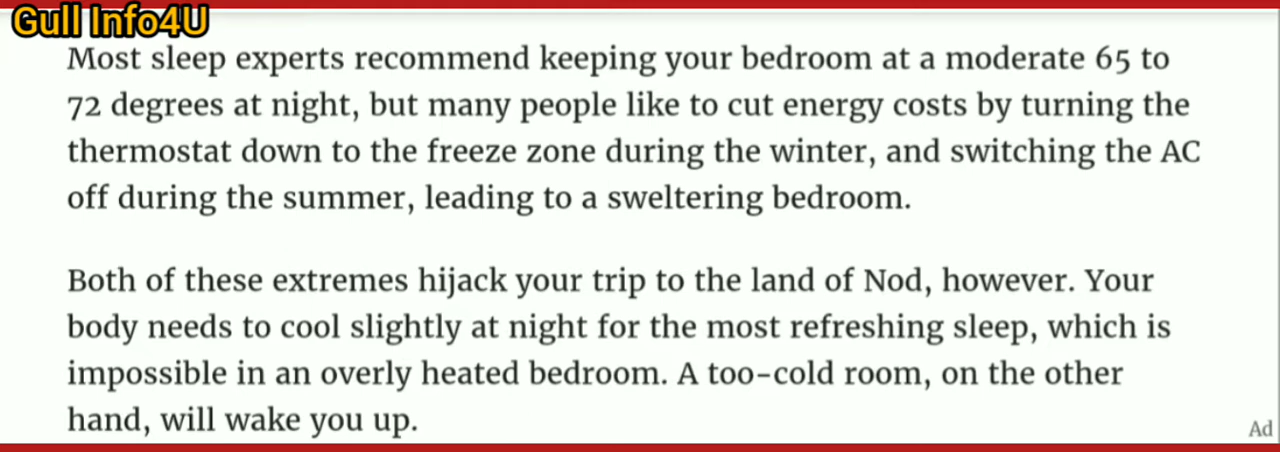 Gull Info4U
Most sleep experts recommend keeping your bedroom at a moderate 65 to
72 degrees at night, but many people like to cut energy costs by turning the
thermostat down to the freeze zone during the winter, and switching the AC
off during the summer, leading to a sweltering bedroom.
Both of these extremes hijack your trip to the land of Nod, however. Your
body needs to cool slightly at night for the most refreshing sleep, which is
impossible in an overly heated bedroom. A too-cold room, on the other
hand, will wake you up.
Ad